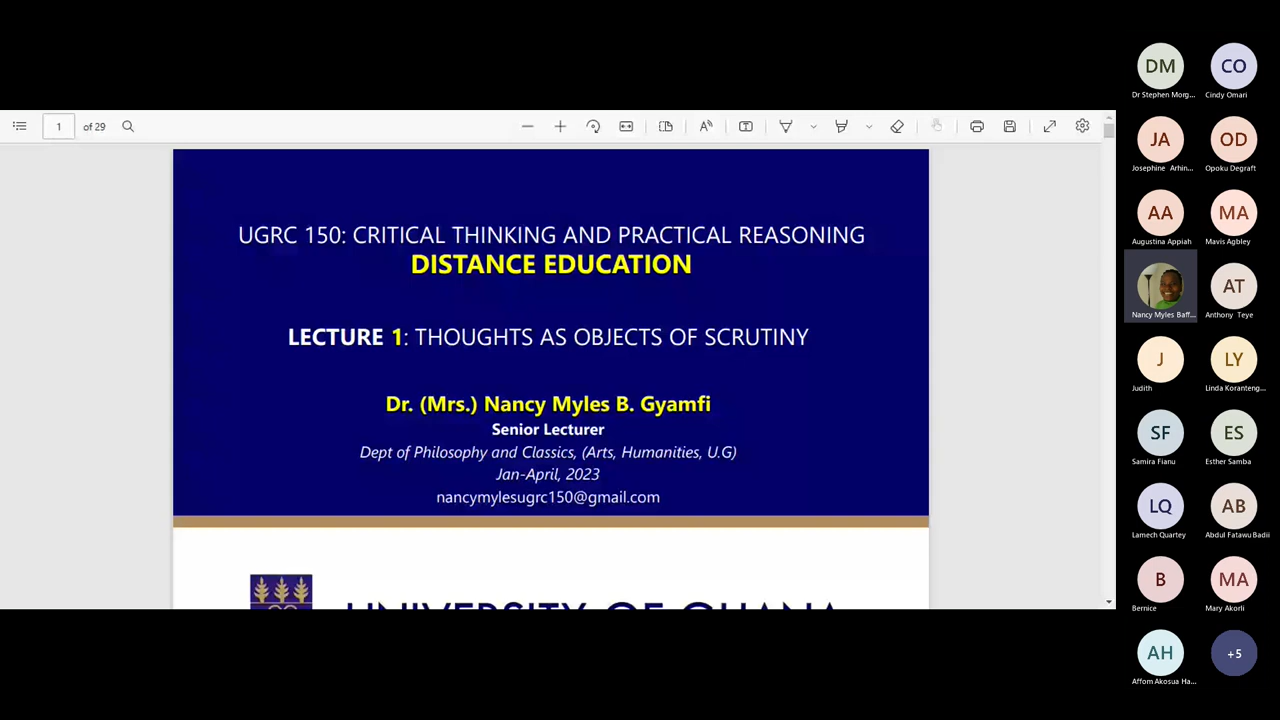 1 of 29
UGRC 150: CRITICAL THINKING AND PRACTICAL REASONING
DISTANCE EDUCATION
LECTURE 1: THOUGHTS AS OBJECTS OF SCRUTINY
Dr. (Mrs.) Nancy Myles B. Gyamfi
Senior Lecturer
Dept of Philosophy and Classics, (Arts, Humanities, U.G)
Jan-April, 2023
nancymylesugrc150@gmail.com
UNIVERSITY OF GHANA
DM
Dr Stephen Morg...
CO
Cindy Omari
JA
Josephine Arhin...
OD
Opoku Degraft
AA
Augustina Appiah
MA
Mavis Agbley
Nancy Myles Baff...
AT
Anthony Teye
J
Judith
LY
Linda Koranteng...
SF
Samira Fianu
ES
Esther Samba
LQ
Lamech Quartey
AB
Abdul Fatawu Badii
B
Bernice
MA
Mary Akorli
AH
Affom Akosua Ha...
+5